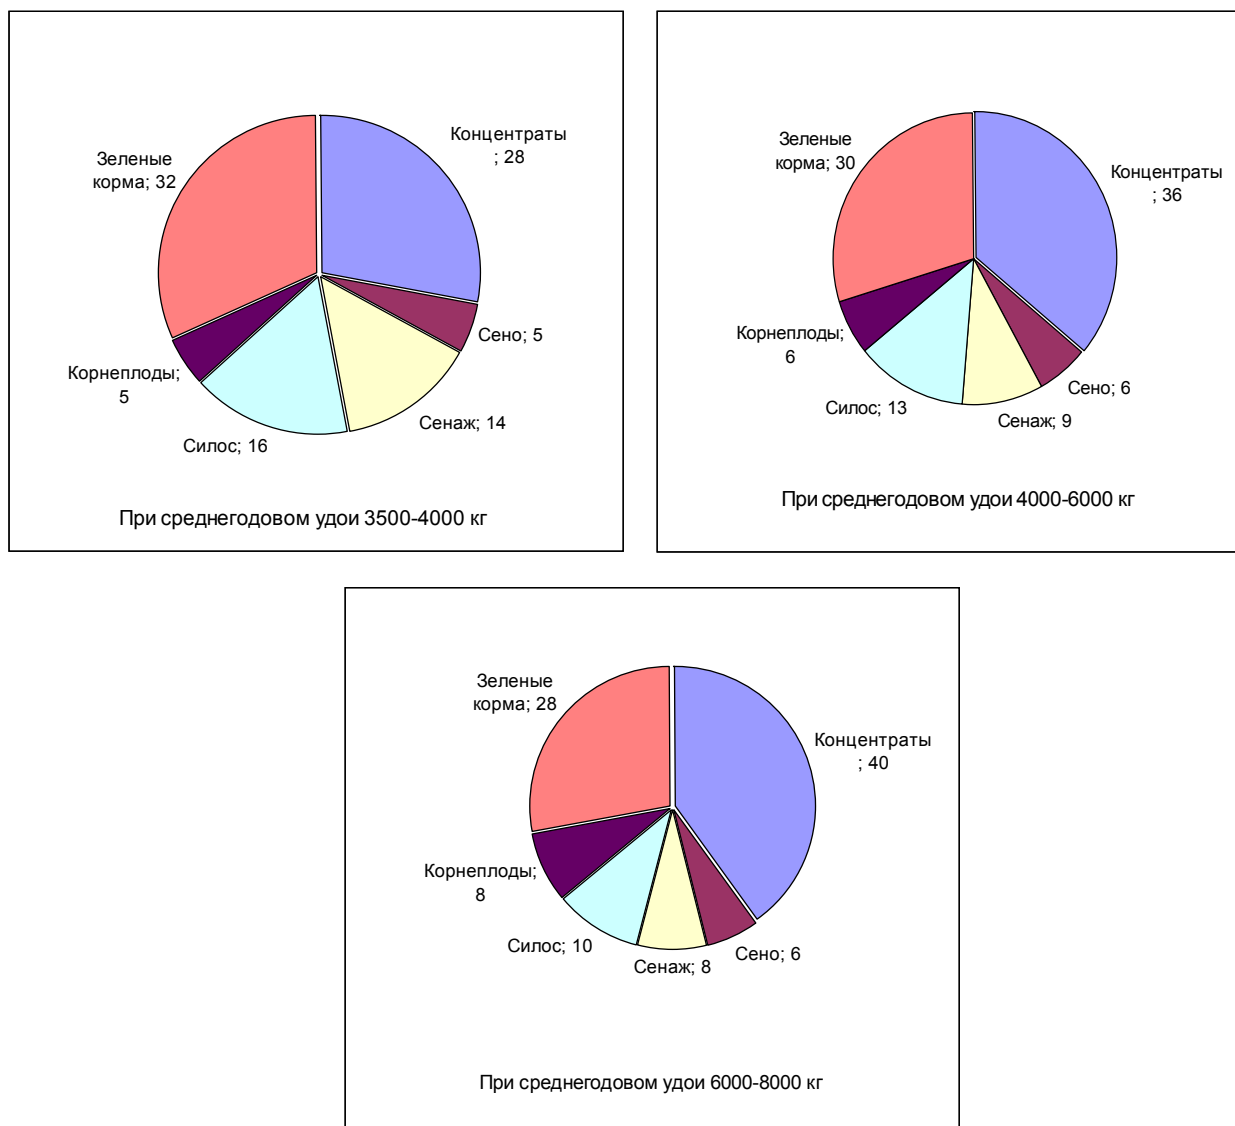 Концентраты
; 28
Сено; 5
Сенаж; 14
Силос; 16
Корнеплоды;
5
Зеленые
корма; 32
При среднегодовом удои 3500-4000 кг
Концентраты
; 36
Сено; 6
Сенаж; 9
Силос; 13
Корнеплоды;
6
Зеленые
корма; 30
При среднегодовом удои 4000-6000 кг
Концентраты
; 40
Сено; 6
Сенаж; 8
Силос; 10
Корнеплоды;
8
Зеленые
корма; 28
При среднегодовом удои 6000-8000 кг